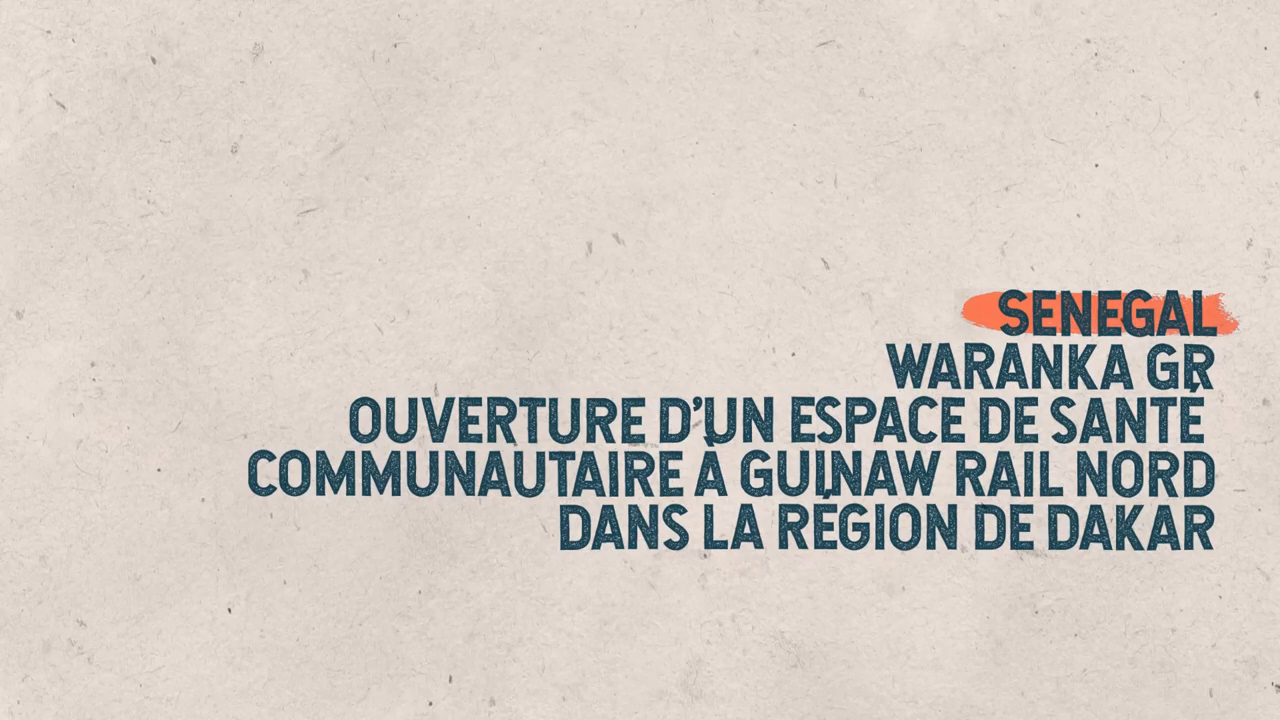 SENEGAL
WARANKA GR
OUVERTURE D’UN ESPACE DE SANTÉ
COMMUNAUTAIRE À GUINAW RAIL NORD
DANS LA RÉGION DE DAKAR